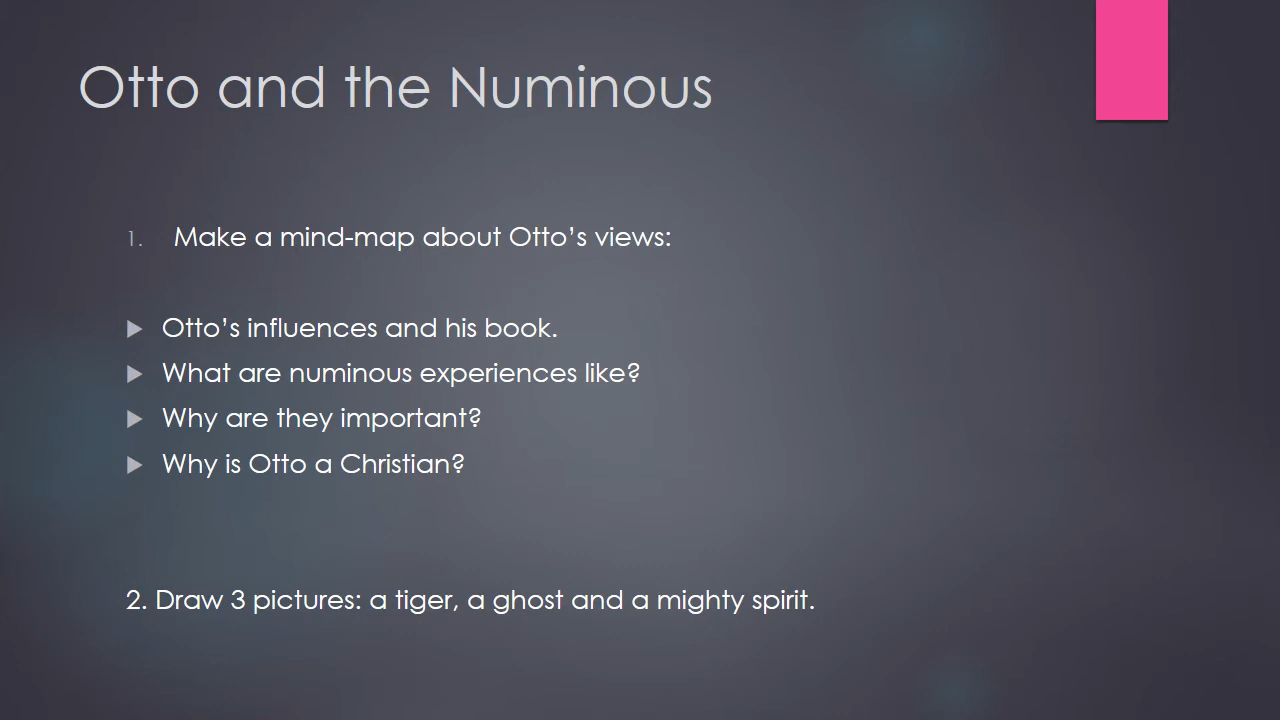 Otto and the Numinous
1. Make a mind-map about Otto’s views:
Otto’s influences and his book.
What are numinous experiences like?
Why are they important?
Why is Otto a Christian?
2. Draw 3 pictures: a tiger, a ghost and a mighty spirit.